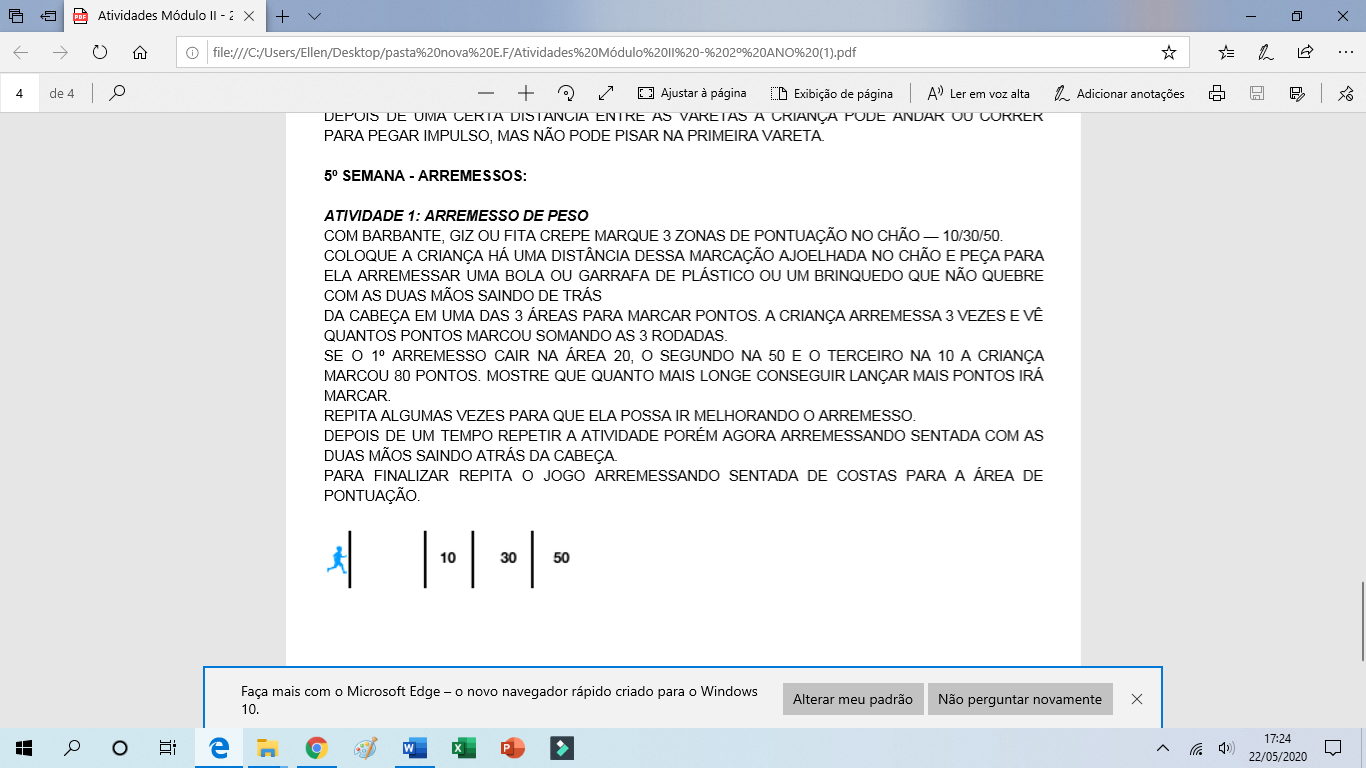 Atividades Módulo II - 2
file:///C:/Users/Ellen/Desktop/pasta%20nova%20E.F/Atividades%20Módulo%20II%20-%202º%20ANO%20(1).pdf
4 de 4
Ajustar à página
Exibição de página
Ler em voz alta
Adicionar anotações
DEPOIS DE UMA CERTA DISTÂNCIA ENTRE AS VARETAS A CRIANÇA PODE ANDAR OU CORRER
PARA PEGAR IMPULSO, MAS NÃO PODE PISAR NA PRIMEIRA VARETA.
5º SEMANA - ARREMESSOS:
ATIVIDADE 1: ARREMESSO DE PESO
COM BARBANTE, GIZ OU FITA CREPE MARQUE 3 ZONAS DE PONTUAÇÃO NO CHÃO — 10/30/50.
COLOQUE A CRIANÇA HÁ UMA DISTÂNCIA DESSA MARCAÇÃO AJOELHADA NO CHÃO E PEÇA PARA
ELA ARREMESSAR UMA BOLA OU GARRAFA DE PLÁSTICO OU UM BRINQUEDO QUE NÃO QUEBRE
COM AS DUAS MÃOS SAINDO DE TRÁS
DA CABEÇA EM UMA DAS 3 ÁREAS PARA MARCAR PONTOS. A CRIANÇA ARREMESSA 3 VEZES E VÊ
QUANTOS PONTOS MARCOU SOMANDO AS 3 RODADAS.
SE O 1º ARREMESSO CAIR NA ÁREA 20, O SEGUNDO NA 50 E O TERCEIRO NA 10 A CRIANÇA
MARCOU 80 PONTOS. MOSTRE QUE QUANTO MAIS LONGE CONSEGUIR LANÇAR MAIS PONTOS IRÁ
MARCAR.
REPITA ALGUMAS VEZES PARA QUE ELA POSSA IR MELHORANDO O ARREMESSO.
DEPOIS DE UM TEMPO REPETIR A ATIVIDADE PORÉM AGORA ARREMESSANDO SENTADA COM AS
DUAS MÃOS SAINDO ATRÁS DA CABEÇA.
PARA FINALIZAR REPITA O JOGO ARREMESSANDO SENTADA DE COSTAS PARA A ÁREA DE
PONTUAÇÃO.
10 30 50
Faça mais com o Microsoft Edge – o novo navegador rápido criado para o Windows
10.
Alterar meu padrão
Não perguntar novamente
17:24
22/05/2020